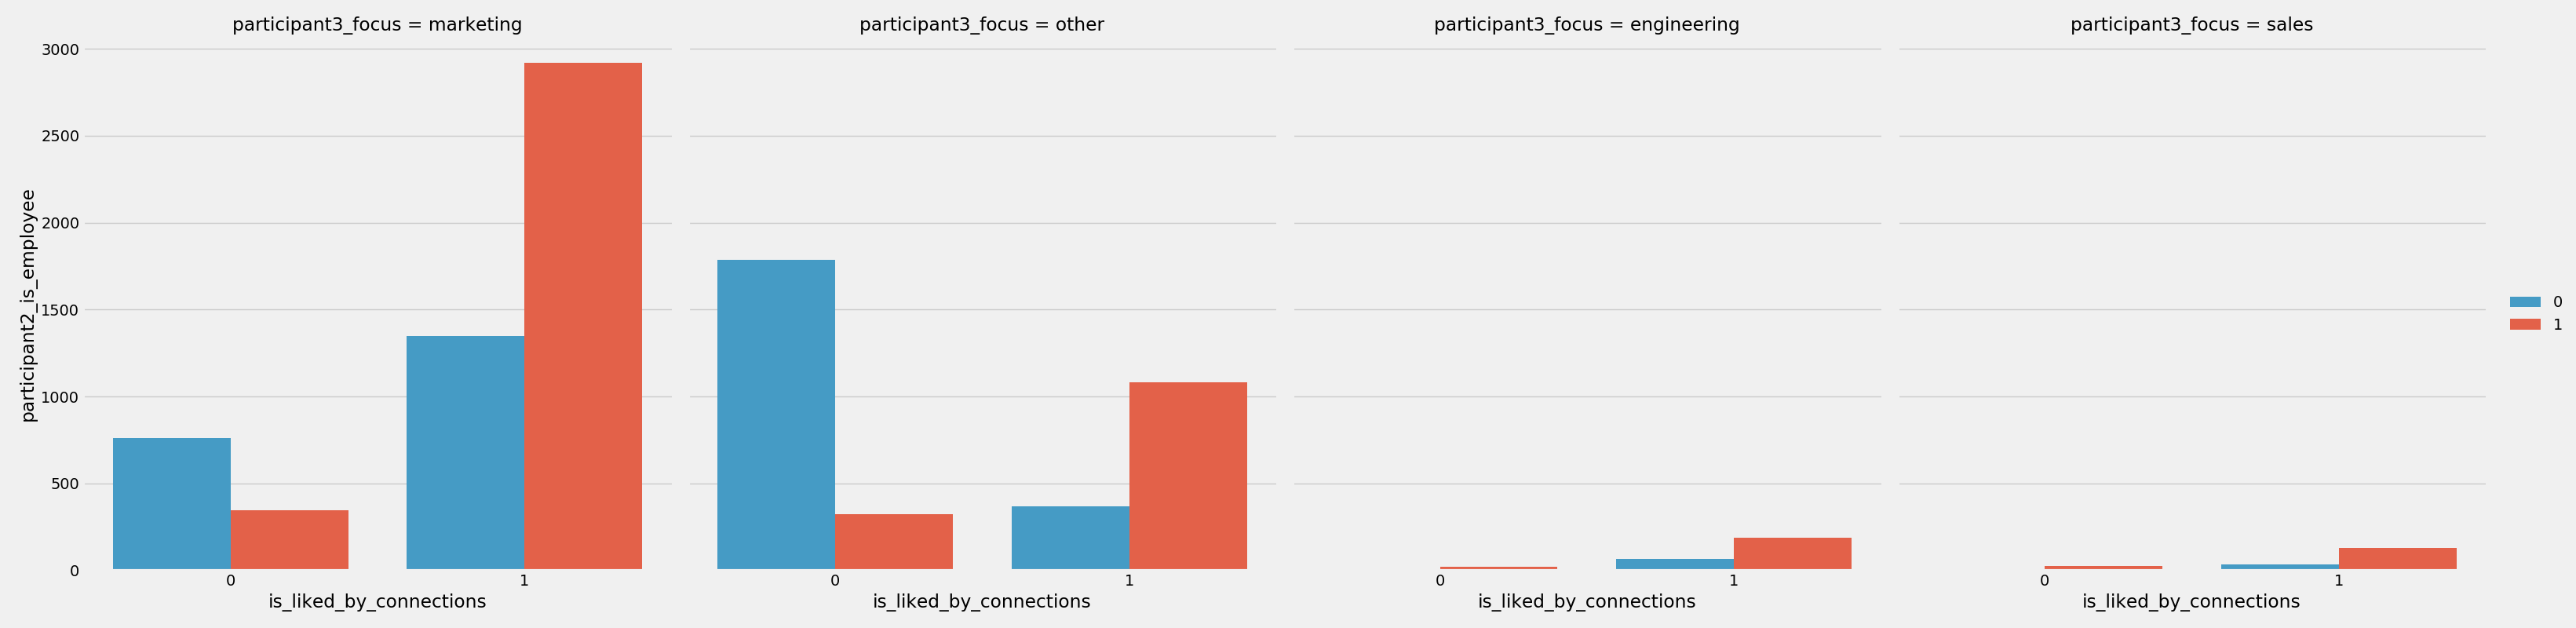 participant3_focus = marketing
participant3_focus = other
participant3_focus = engineering
participant3_focus = sales
participant2_is_employee
3000
2500
2000
1500
1000
500
0
0 1
0 1
0 1
0 1
is_liked_by_connections
is_liked_by_connections
is_liked_by_connections
is_liked_by_connections
0
1